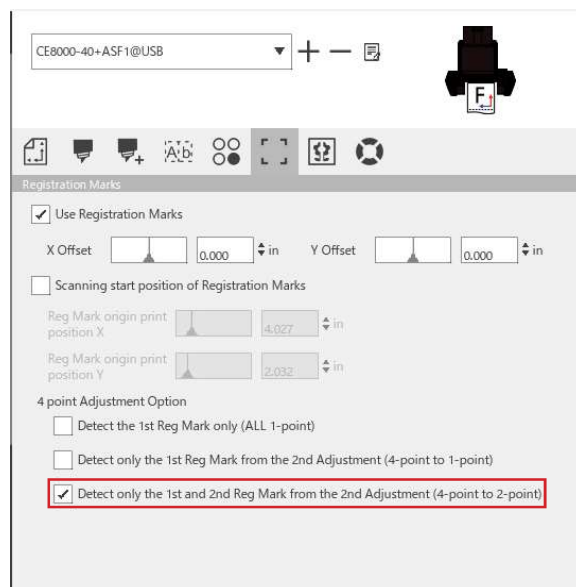 CE8000-40+ASF1@USB
F
A b
Registration Marks
Use Registration Marks
X Offset 0.000 in Y Offset 0.000 in
Scanning start position of Registration Marks
Reg Mark origin print
position X 4.027 in
Reg Mark origin print
position Y 2.032 in
4 point Adjustment Option
Detect the 1st Reg Mark only (ALL 1-point)
Detect only the 1st Reg Mark from the 2nd Adjustment (4-point to 1-point)
Detect only the 1st and 2nd Reg Mark from the 2nd Adjustment (4-point to 2-point)